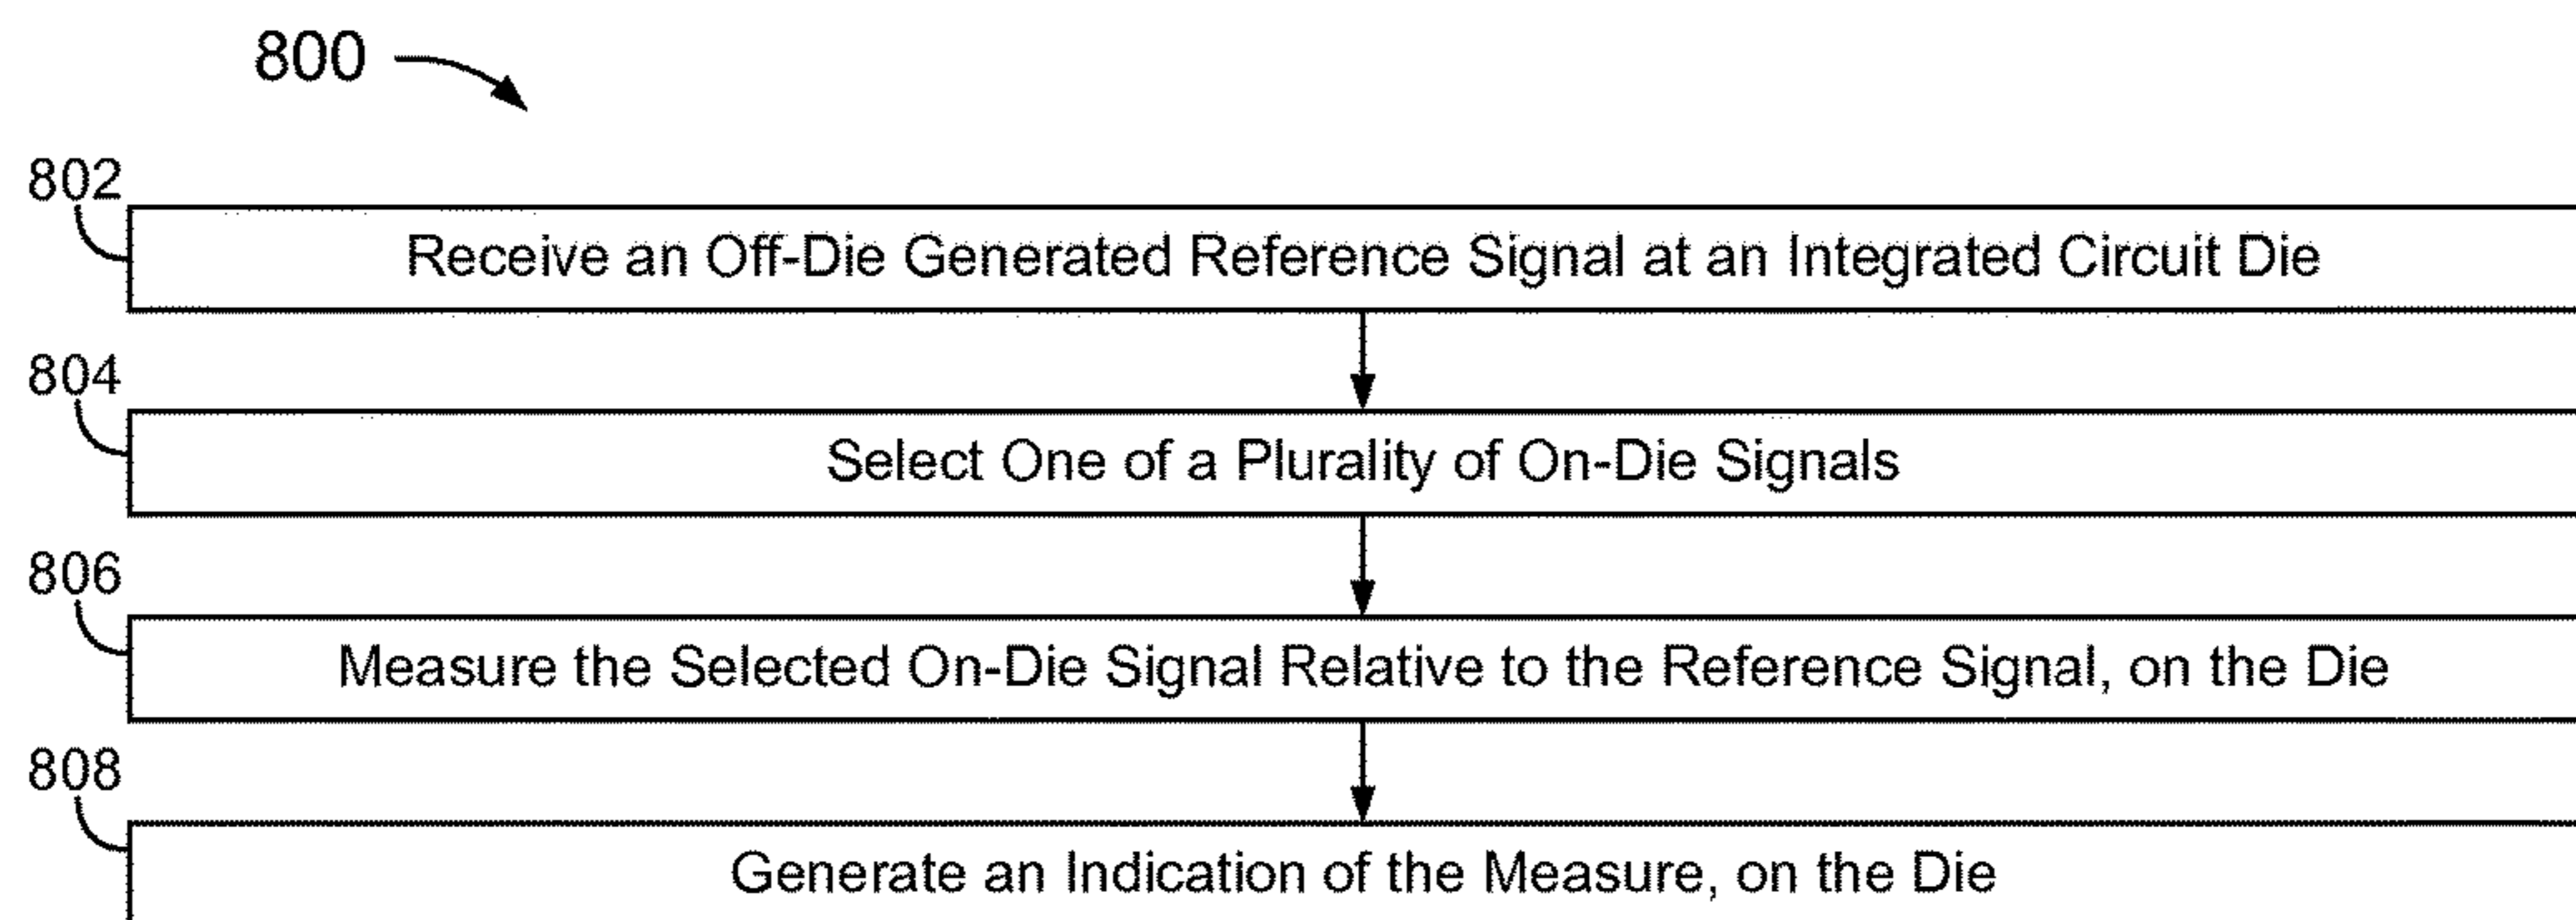 800
802
Receive an Off-Die Generated Reference Signal at an Integrated Circuit Die
804
Select One of a Plurality of On-Die Signals
806
Measure the Selected On-Die Signal Relative to the Reference Signal, on the Die
808
Generate an Indication of the Measure, on the Die